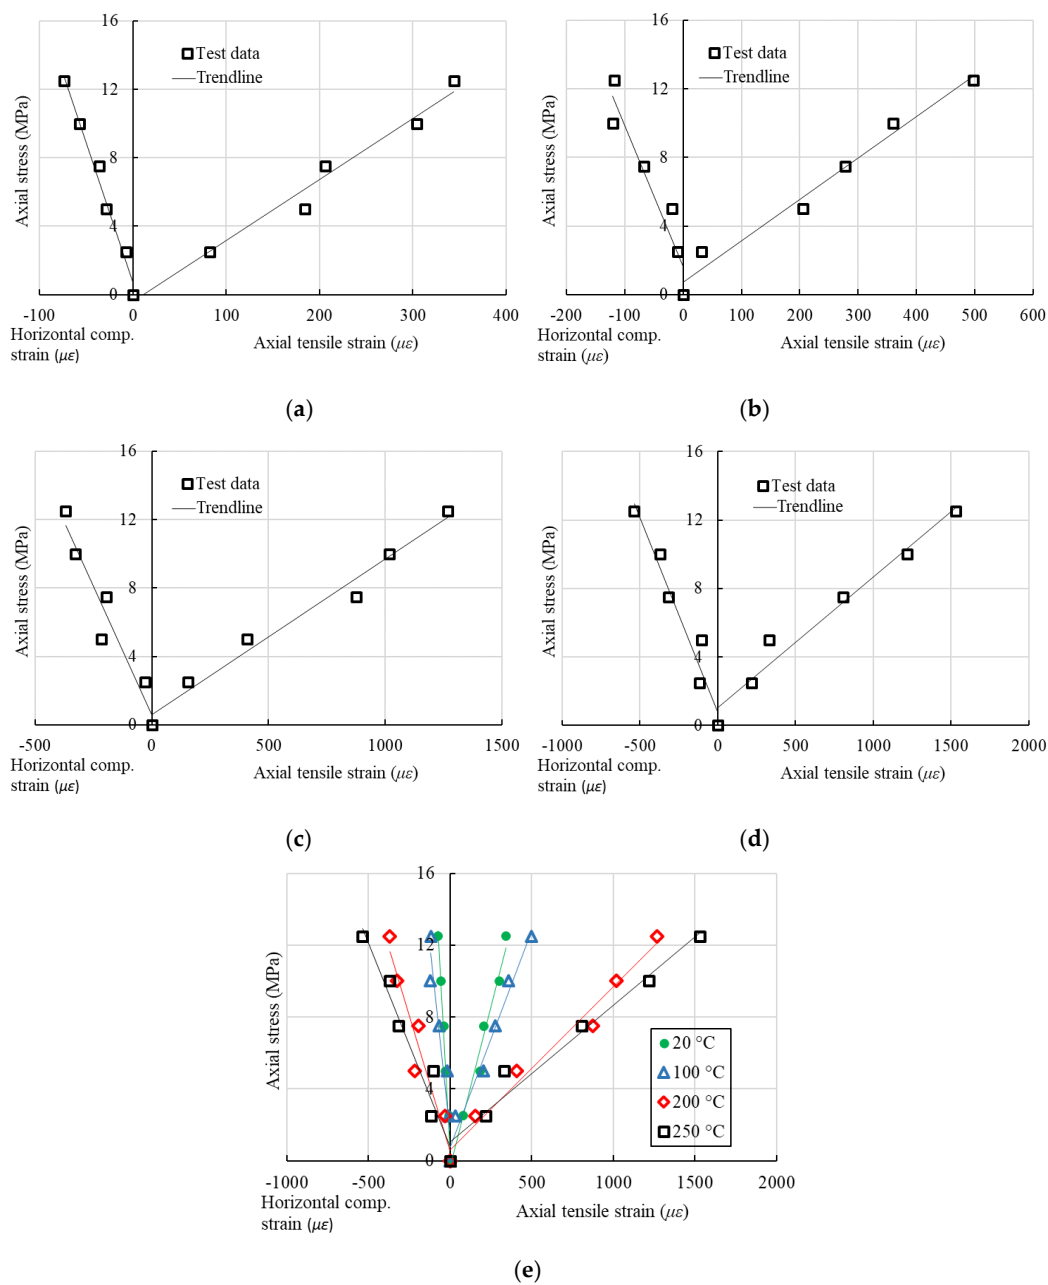 16
12
8
4
0
Axial stress (MPa)
Test data
Trendline
-100 0 100 200 300 400
Horizontal comp.
strain (με)
Axial tensile strain (με)
(a)
16
12
8
4
0
Axial stress (MPa)
Test data
Trendline
-200 -100 0 100 200 300 400 500 600
Horizontal comp.
strain (με)
Axial tensile strain (με)
(b)
16
12
8
4
0
Axial stress (MPa)
Test data
Trendline
-500 0 500 1000 1500
Horizontal comp.
strain (με)
Axial tensile strain (με)
(c)
16
12
8
4
0
Axial stress (MPa)
Test data
Trendline
-1000 -500 0 500 1000 1500 2000
Horizontal comp.
strain (με)
Axial tensile strain (με)
(d)
16
12
8
4
0
Axial stress (MPa)
20 °C
100 °C
200 °C
250 °C
-1000 -500 0 500 1000 1500 2000
Horizontal comp.
strain (με)
Axial tensile strain (με)
(e)